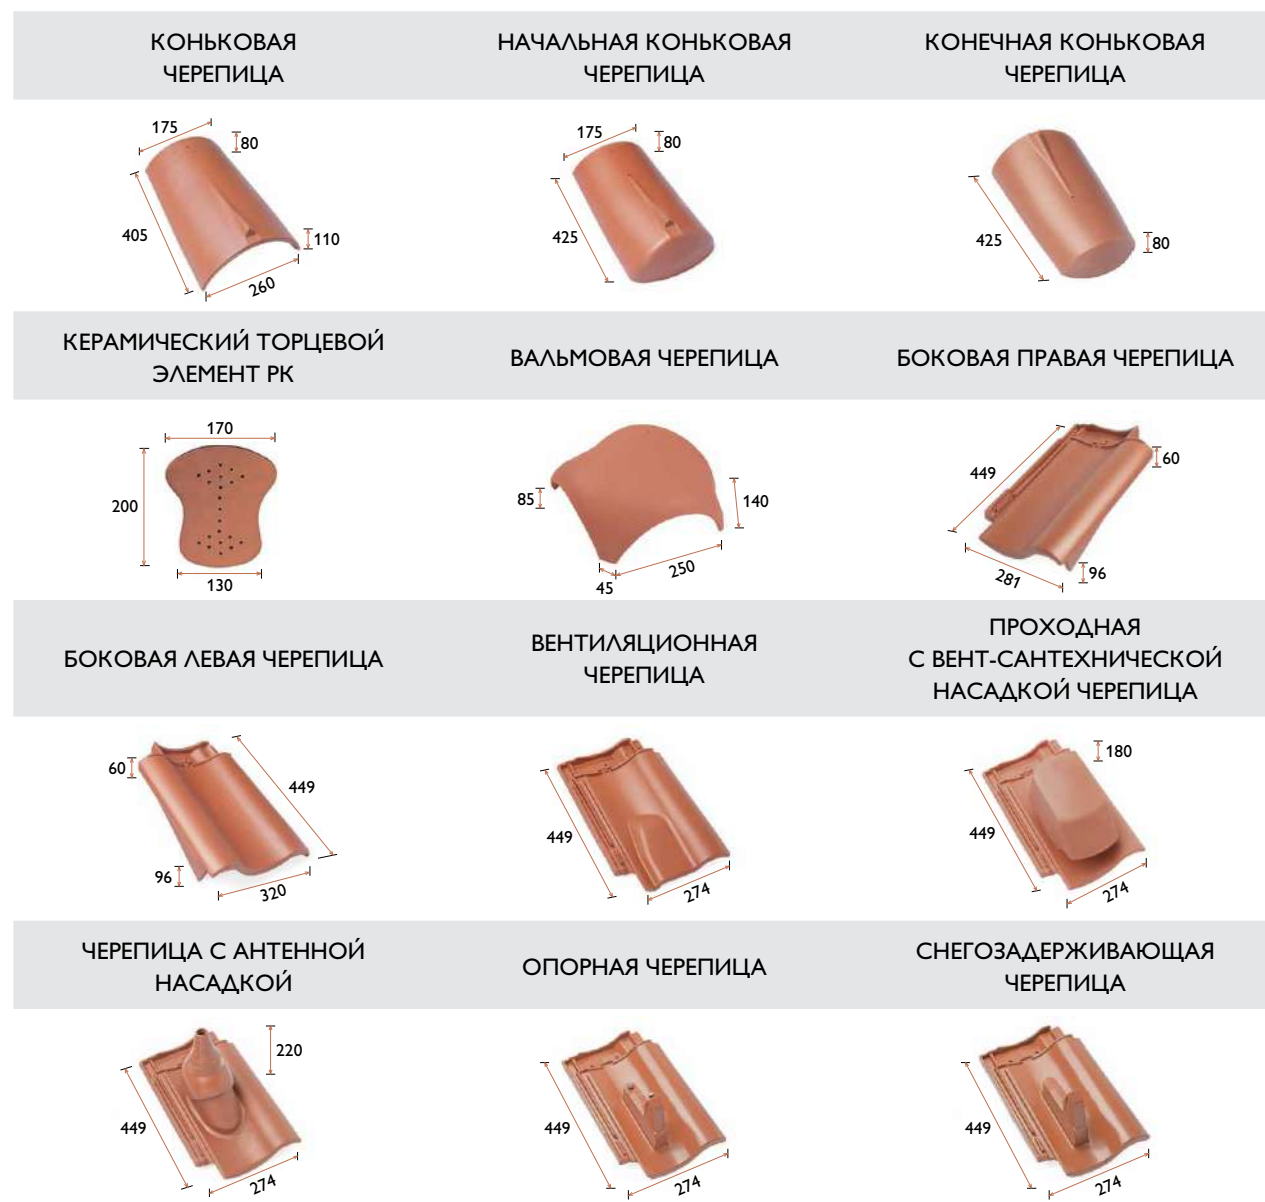 КОНЬКОВАЯ
ЧЕРЕПИЦА
НАЧАЛЬНАЯ КОНЬКОВАЯ
ЧЕРЕПИЦА
КОНЕЧНАЯ КОНЬКОВАЯ
ЧЕРЕПИЦА
175
80
405
110
260
175
80
425
425
80
КЕРАМИЧЕСКИЙ ТОРЦЕВОЙ
ЭЛЕМЕНТ РК
ВАЛЬМОВАЯ ЧЕРЕПИЦА
БОКОВАЯ ПРАВАЯ ЧЕРЕПИЦА
170
200
130
85
140
250
45
449
60
281
96
БОКОВАЯ ЛЕВАЯ ЧЕРЕПИЦА
ВЕНТИЛЯЦИОННАЯ
ЧЕРЕПИЦА
ПРОХОДНАЯ
С ВЕНТ-САНТЕХНИЧЕСКОЙ
НАСАДКОЙ ЧЕРЕПИЦА
60
449
96
320
449
274
180
449
274
ЧЕРЕПИЦА С АНТЕННОЙ
НАСАДКОЙ
ОПОРНАЯ ЧЕРЕПИЦА
СНЕГОЗАДЕРЖИВАЮЩАЯ
ЧЕРЕПИЦА
220
449
274
449
274
449
274